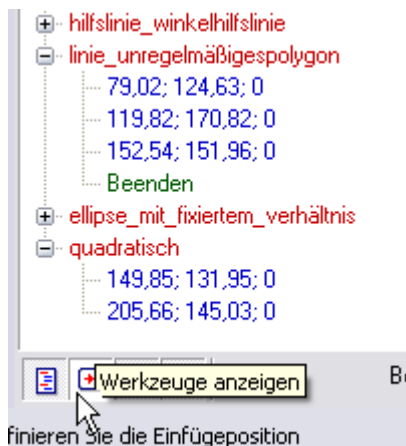 hilfslinie_winkelhilfslinie
linie_unregelmäßigespolygon
79,02; 124,63; 0
119,82; 170,82; 0
152,54; 151,96; 0
Beenden
ellipse_mit_fixiertem_verhältnis
quadratisch
149,85; 131,95; 0
205,66; 145,03; 0
Werkzeuge anzeigen
finieren Sie die Einfügeposition